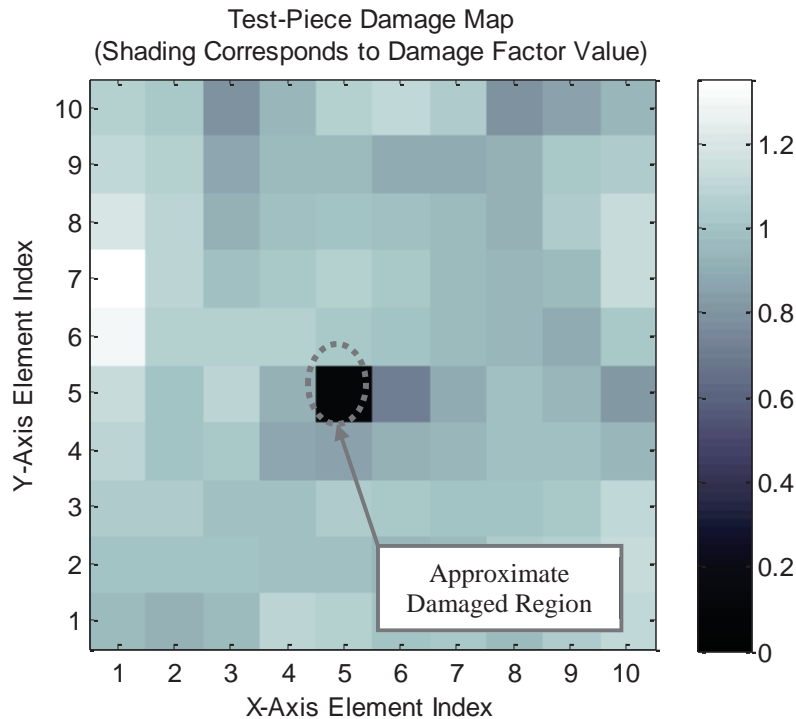 Test-Piece Damage Map
(Shading Corresponds to Damage Factor Value)
10
9
8
7
6
5
4
3
2
1
Y-Axis Element Index
1 2 3 4 5 6 7 8 9 10
X-Axis Element Index
Approximate
Damaged Region
1.2
1
0.8
0.6
0.4
0.2
0